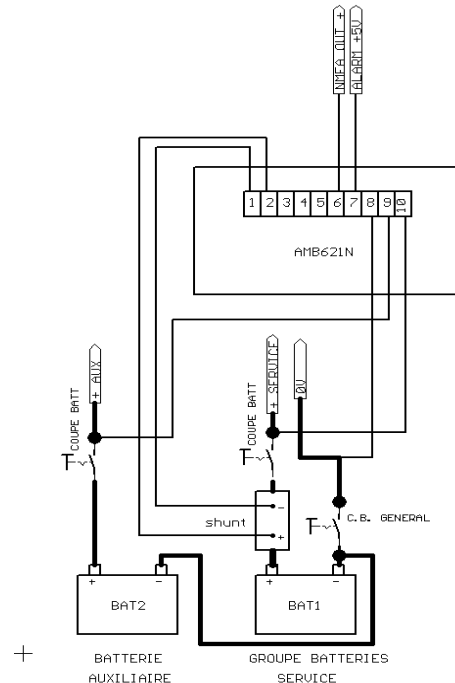 NMEA OUT +
ALARM +5V
1 2 3 4 5 6 7 8 9 10
AMB621N
+ AUX
COUPE BATT
+ SERVICE
0V
COUPE BATT
-
shunt
+
C.B. GENERAL
+ -
BAT2
+ -
BAT1
BATTERIE
AUXILIAIRE
GROUPE BATTERIES
SERVICE